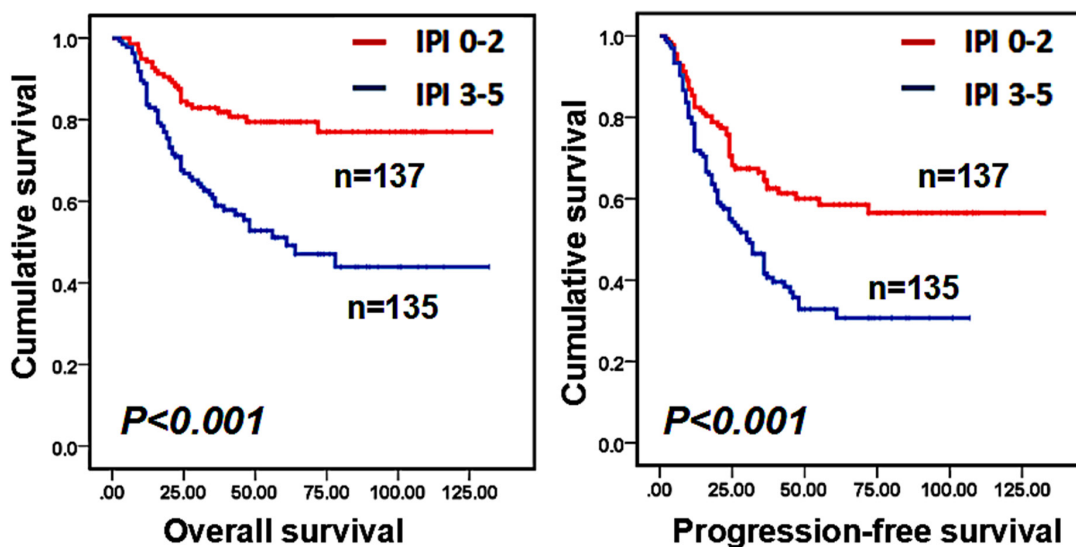 Cumulative survival
1.0
0.8
0.6
0.4
0.2
0.0
IPI 0-2
IPI 3-5
n=137
n=135
P<0.001
.00 25.00 50.00 75.00 100.00 125.00
Overall survival
Cumulative survival
1.0
0.8
0.6
0.4
0.2
0.0
IPI 0-2
IPI 3-5
n=137
n=135
P<0.001
.00 25.00 50.00 75.00 100.00 125.00
Progression-free survival